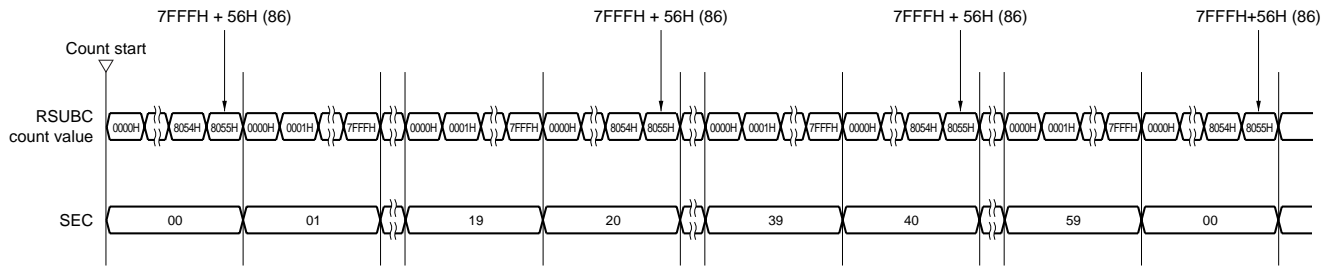 7FFFH + 56H (86) 7FFFH + 56H (86) 7FFFH + 56H (86) 7FFFH+56H (86)
Count start
RSUBC
count value
0000H 8054H 8055H 0000H 0001H 7FFFH 0000H 0001H 7FFFH 0000H 8054H 8055H 0000H 0001H 7FFFH 0000H 8054H 8055H 0000H 0001H 7FFFH 0000H 8054H 8055H
SEC 00 01 19 20 39 40 59 00